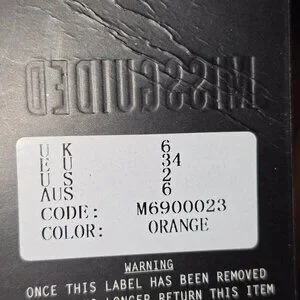 MISSGUIDED
UK 6
EU 34
US 2
AUS 6
CODE: M6900023
COLOR: ORANGE
WARNING
ONCE THIS LABEL HAS BEEN REMOVED
LONGER RETURN THIS ITEM